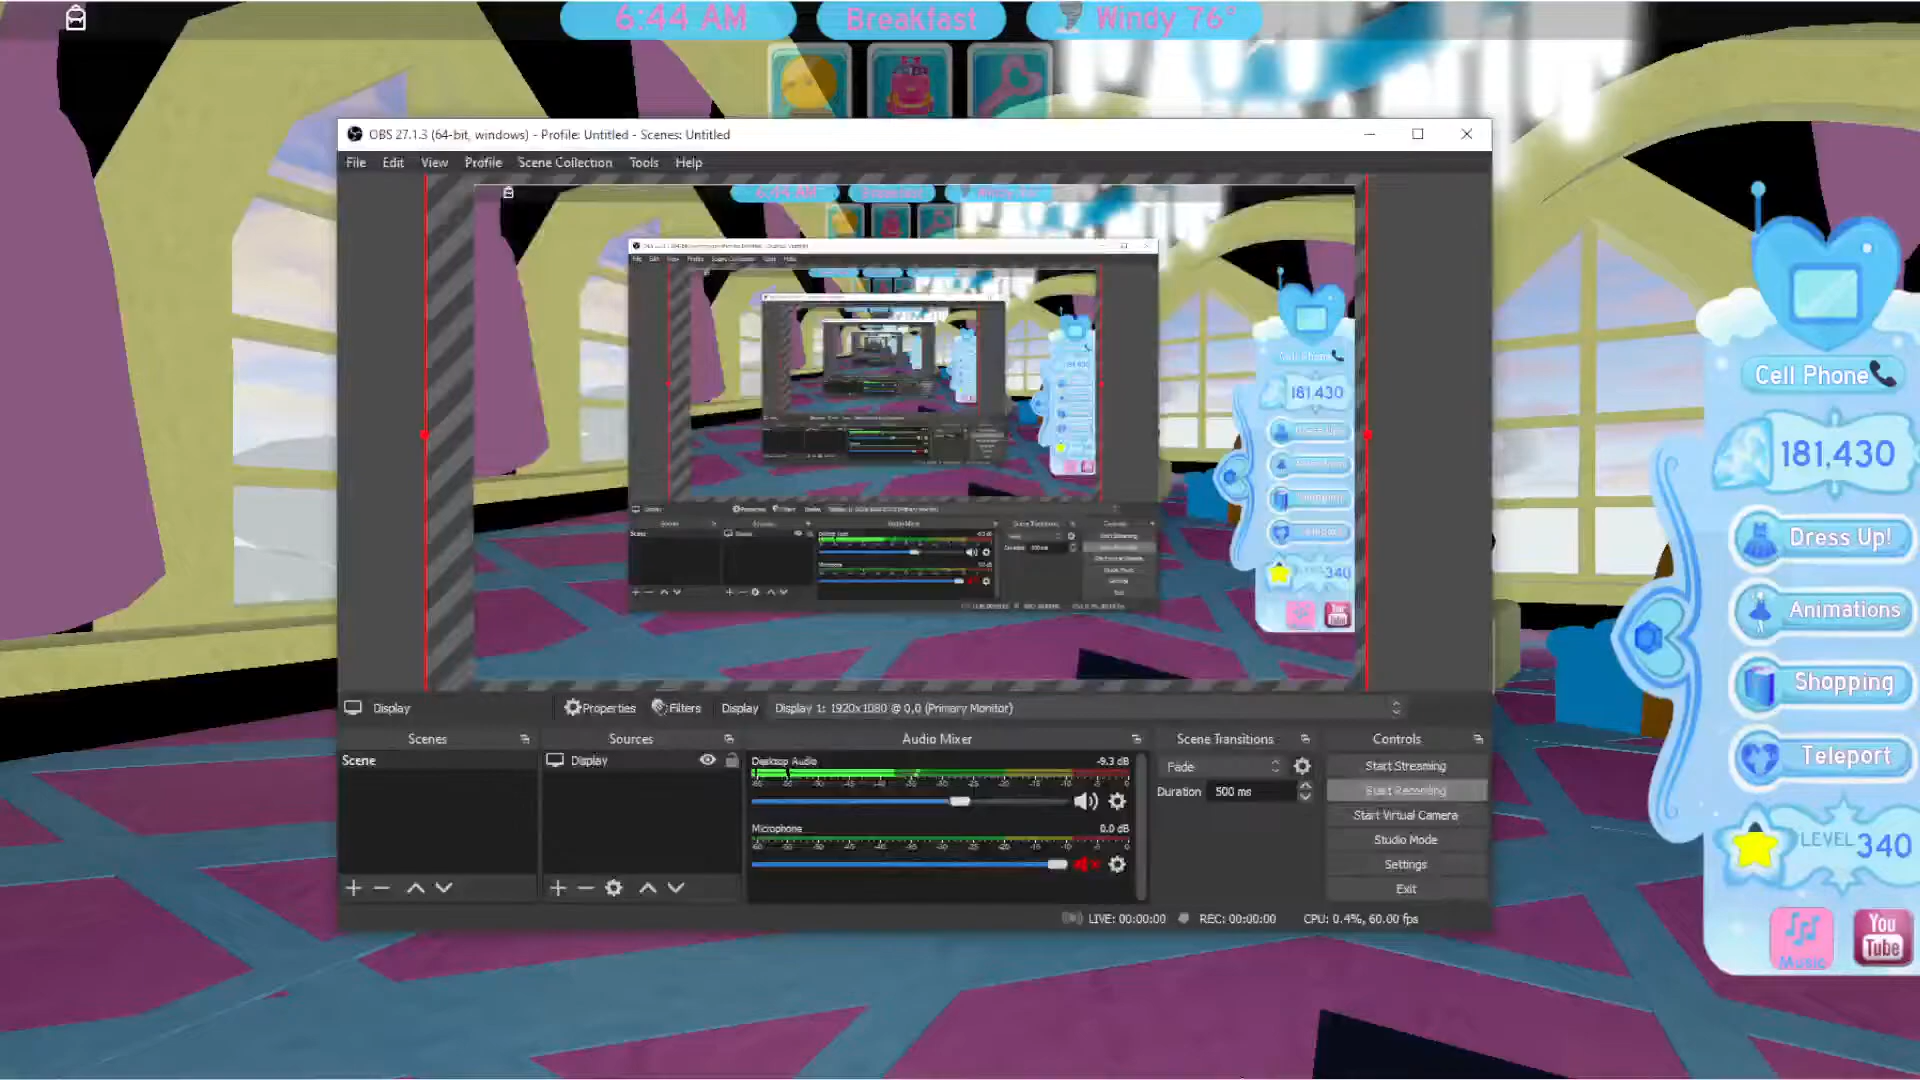 6:44 AM
Breakfast
Windy 76°
OBS 27.1.3 (64-bit, windows) - Profile: Untitled - Scenes: Untitled
File Edit View Profile Scene Collection Tools Help
Cell Phone
181,430
Dress Up!
Animations
Shopping
Teleport
LEVEL 340
Music
You
Tube
Cell Phone
181,430
340
Display
Properties
Filters
Display
Display 1: 1920x1080 @ 0,0 (Primary Monitor)
Scenes
Sources
Audio Mixer
Scene Transitions
Controls
Scene
Display
Desktop Audio
-9.3 dB
Microphone
0.0 dB
Fade
Duration
500 ms
Start Streaming
Start Recording
Start Virtual Camera
Studio Mode
Settings
Exit
LIVE: 00:00:00
REC: 00:00:00
CPU: 0.4%, 60.00 fps